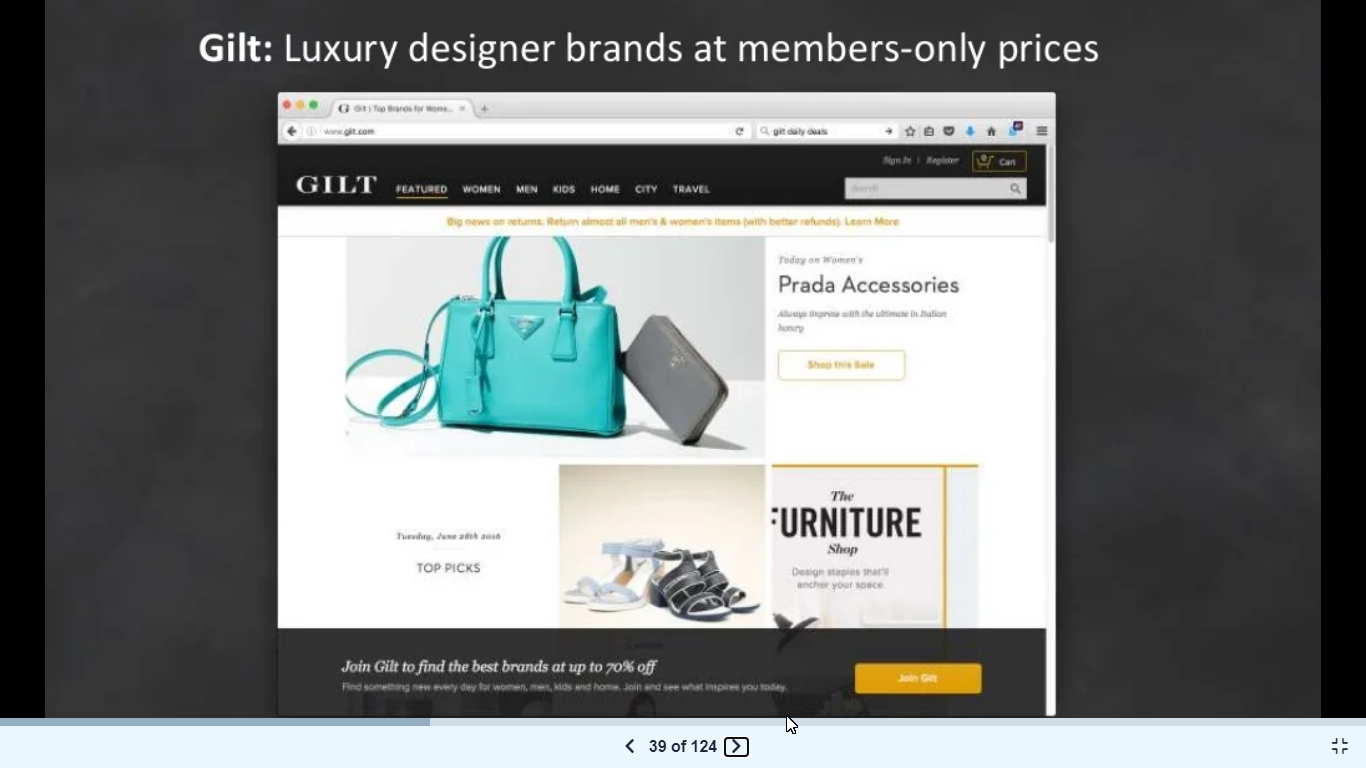 Gilt: Luxury designer brands at members-only prices
Gilt | Top Brands for Wome...
www.gilt.com
gilt daily deals
Sign In | Register
Cart
GILT
FEATURED WOMEN MEN KIDS HOME CITY TRAVEL
Search
Big news on returns. Return almost all men's & women's items (with better refunds). Learn More
Today on Women's
Prada Accessories
Always impress with the ultimate in Italian
luxury
Shop this Sale
Tuesday, June 28th 2016
TOP PICKS
The
FURNITURE
Shop
Design staples that'll
anchor your space
Join Gilt to find the best brands at up to 70% off
Find something new every day for women, men, kids and home. Join and see what inspires you today.
Join Gilt
39 of 124